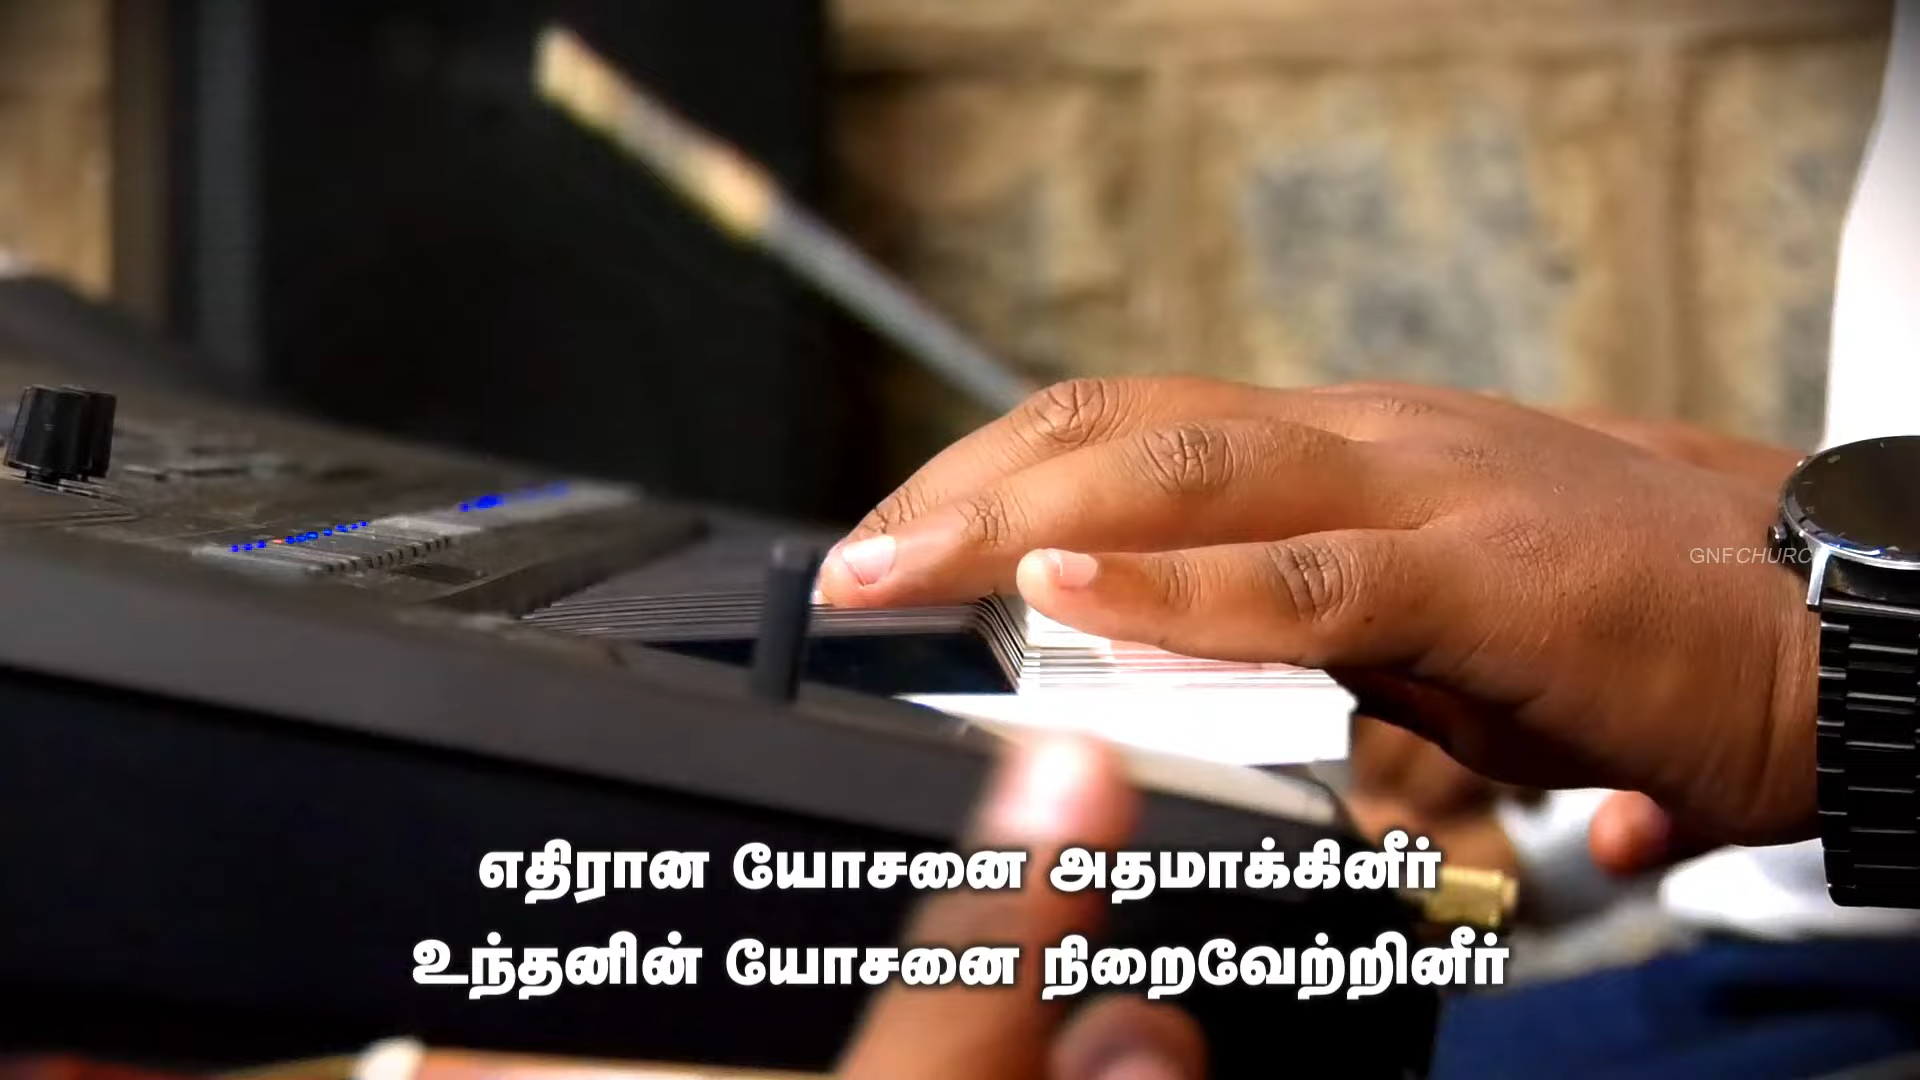 GNFCHURC
எதிரான யோசனை அதமாக்கினீர்
உந்தனின் யோசனை நிறைவேற்றினீர்